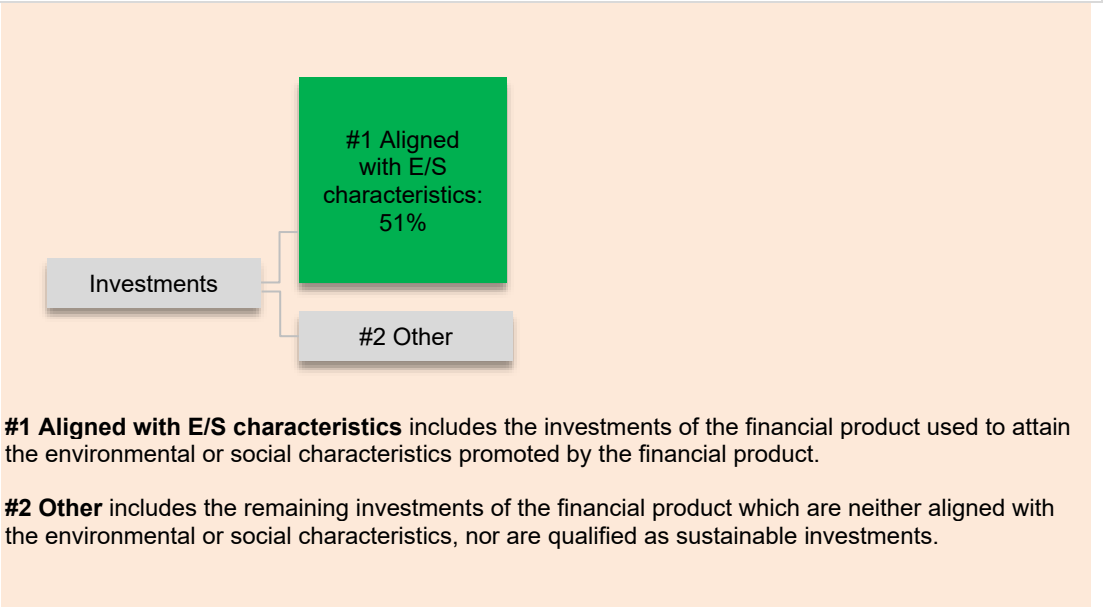 #1 Aligned
with E/S
characteristics:
51%
Investments
#2 Other
#1 Aligned with E/S characteristics includes the investments of the financial product used to attain
the environmental or social characteristics promoted by the financial product.
#2 Other includes the remaining investments of the financial product which are neither aligned with
the environmental or social characteristics, nor are qualified as sustainable investments.